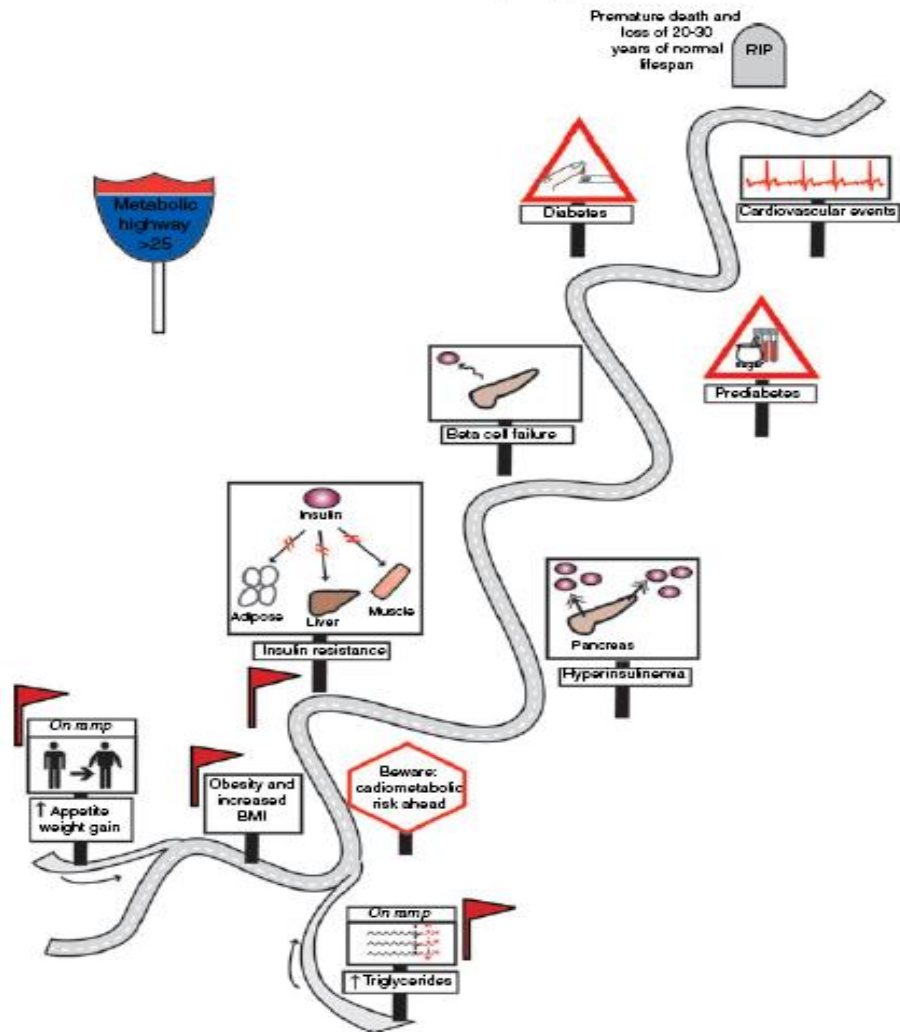 Premature death and
loss of 20-30
years of normal
lifespan
RIP
Metabolic
highway
>25
Diabetes
Cardiovascular events
sugar
Prediabetes
Beta cell failure
Insulin
Adipose
Liver
Muscle
Insulin resistance
Pancreas
Hyperinsulinemia
On ramp
↑ Appetite
weight gain
Obesity and
increased
BMI
Beware:
cadiometabolic
risk ahead
On ramp
↑ Triglycerides